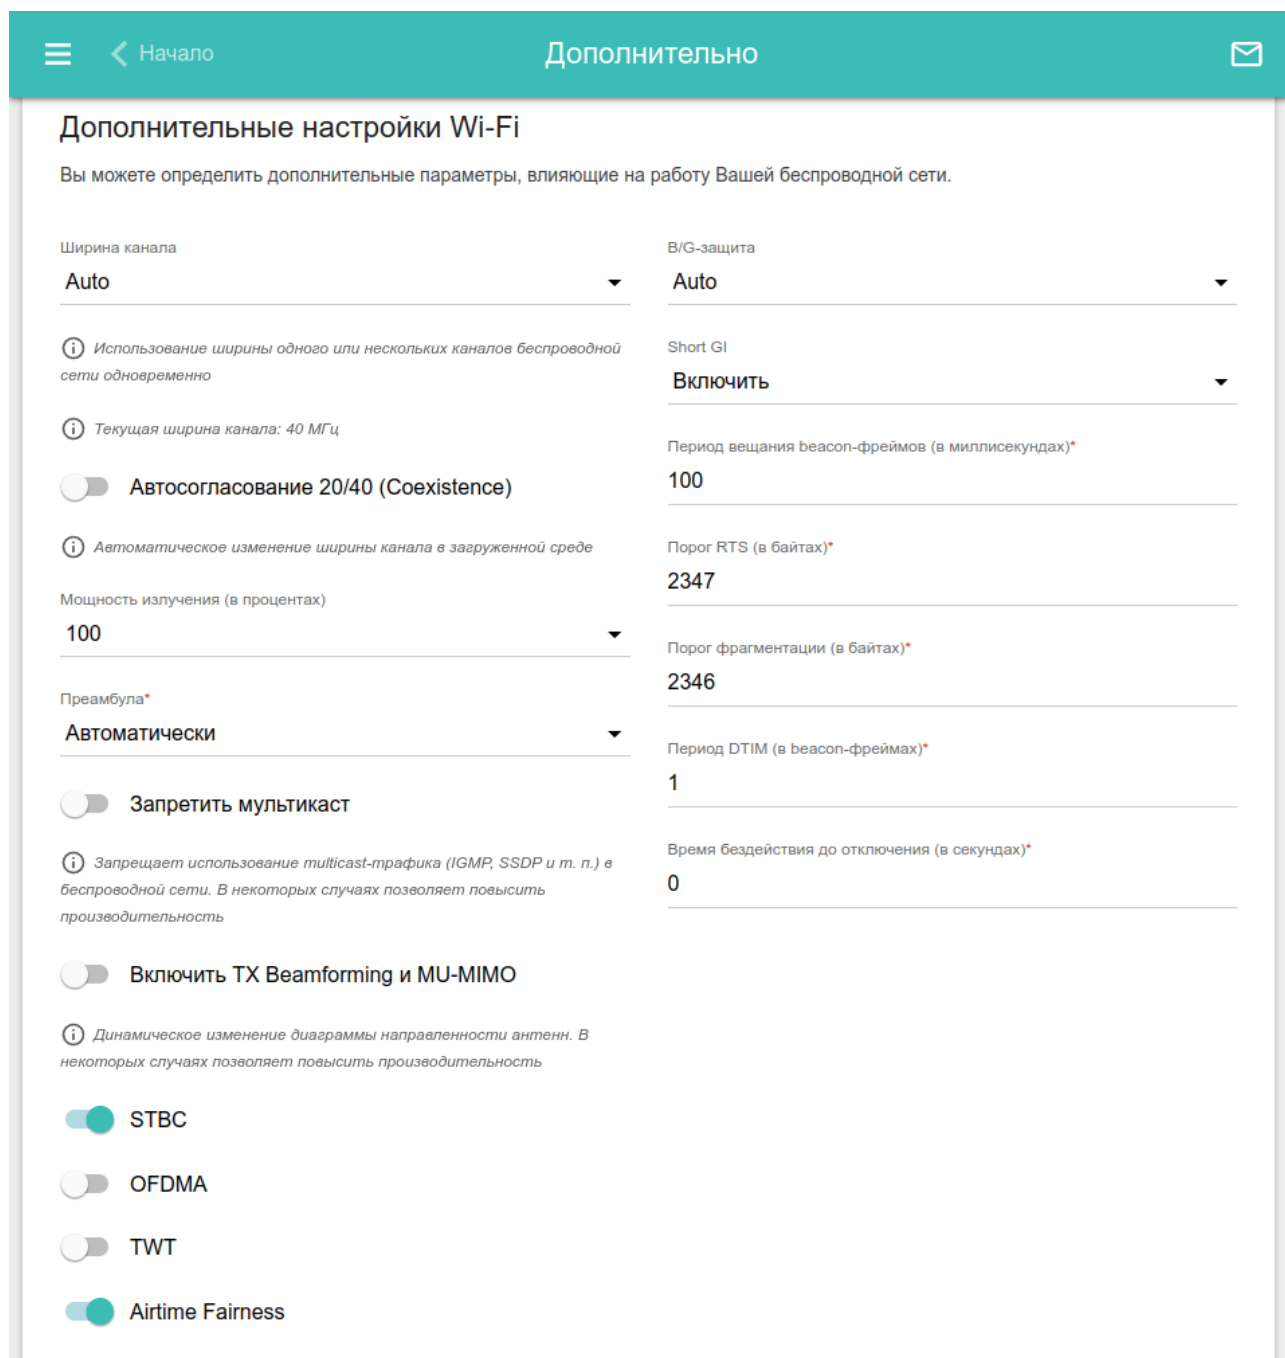 Начало
Дополнительно
Дополнительные настройки Wi-Fi
Вы можете определить дополнительные параметры, влияющие на работу Вашей беспроводной сети.
Ширина канала
Auto
Использование ширины одного или нескольких каналов беспроводной
сети одновременно
Текущая ширина канала: 40 МГц
Автосогласование 20/40 (Coexistence)
Автоматическое изменение ширины канала в загруженной среде
Мощность излучения (в процентах)
100
Преамбула*
Автоматически
Запретить мультикаст
Запрещает использование multicast-трафика (IGMP, SSDP и т. п.) в
беспроводной сети. В некоторых случаях позволяет повысить
производительность
Включить TX Beamforming и MU-MIMO
Динамическое изменение диаграммы направленности антенн. В
некоторых случаях позволяет повысить производительность
STBC
OFDMA
TWT
Airtime Fairness
B/G-защита
Auto
Short GI
Включить
Период вещания beacon-фреймов (в миллисекундах)*
100
Порог RTS (в байтах)*
2347
Порог фрагментации (в байтах)*
2346
Период DTIM (в beacon-фреймах)*
1
Время бездействия до отключения (в секундах)*
0